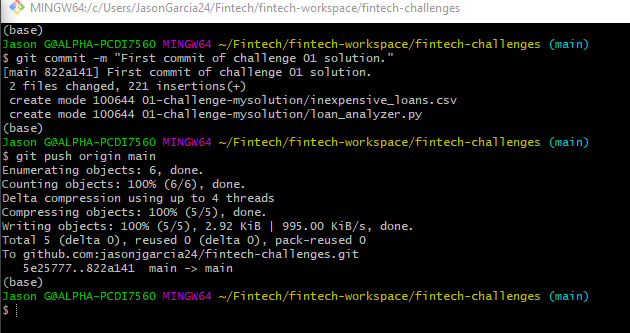 MINGW64:/c/Users/JasonGarcia24/Fintech/fintech-workspace/fintech-challenges
(base)
Jason G@ALPHA-PCDI7560 MINGW64 ~/Fintech/fintech-workspace/fintech-challenges (main)
$ git commit -m "First commit of challenge 01 solution."
[main 822a141] First commit of challenge 01 solution.
 2 files changed, 221 insertions(+)
 create mode 100644 01-challenge-mysolution/inexpensive_loans.csv
 create mode 100644 01-challenge-mysolution/loan_analyzer.py
(base)
Jason G@ALPHA-PCDI7560 MINGW64 ~/Fintech/fintech-workspace/fintech-challenges (main)
$ git push origin main
Enumerating objects: 6, done.
Counting objects: 100% (6/6), done.
Delta compression using up to 4 threads
Compressing objects: 100% (5/5), done.
Writing objects: 100% (5/5), 2.92 KiB | 995.00 KiB/s, done.
Total 5 (delta 0), reused 0 (delta 0), pack-reused 0
To github.com:jasonjgarcia24/fintech-challenges.git
   5e25777..822a141  main -> main
(base)
Jason G@ALPHA-PCDI7560 MINGW64 ~/Fintech/fintech-workspace/fintech-challenges (main)
$